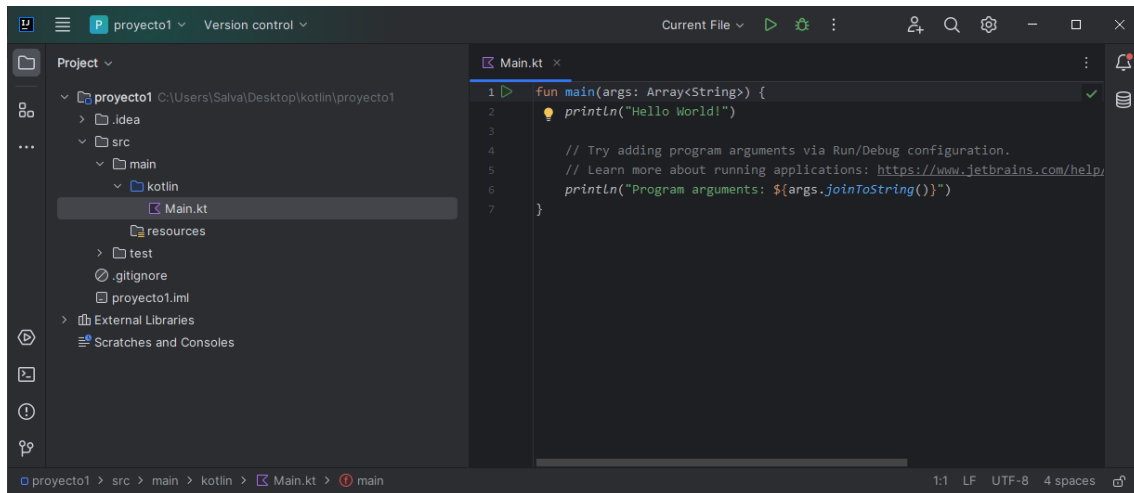 P proyecto1 Version control Current File
Project
Main.kt
proyecto1 C:\Users\Salva\Desktop\kotlin\proyecto1
.idea
src
main
kotlin
Main.kt
resources
test
.gitignore
proyecto1.iml
External Libraries
Scratches and Consoles
1 fun main(args: Array<String>) {
2 println("Hello World!")
3
4 // Try adding program arguments via Run/Debug configuration.
5 // Learn more about running applications: https://www.jetbrains.com/help/
6 println("Program arguments: ${args.joinToString()}")
7 }
proyecto1 > src > main > kotlin > Main.kt > main 1:1 LF UTF-8 4 spaces